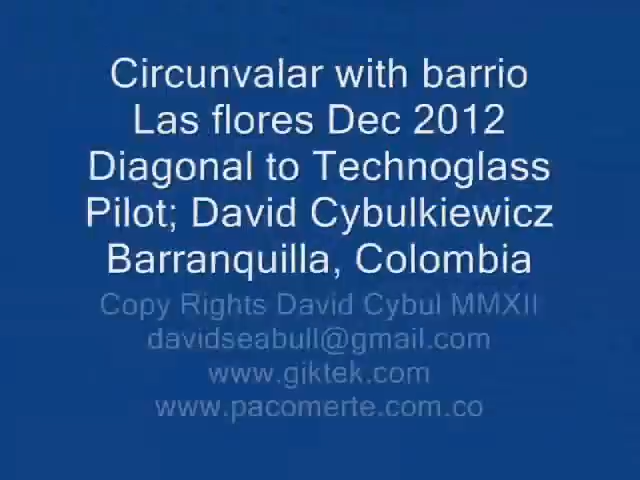 Circunvalar with barrio
Las flores Dec 2012
Diagonal to Technoglass
Pilot; David Cybulkiewicz
Barranquilla, Colombia
Copy Rights David Cybul MMXII
davidseabull@gmail.com
www.giktek.com
www.pacomerte.com.co